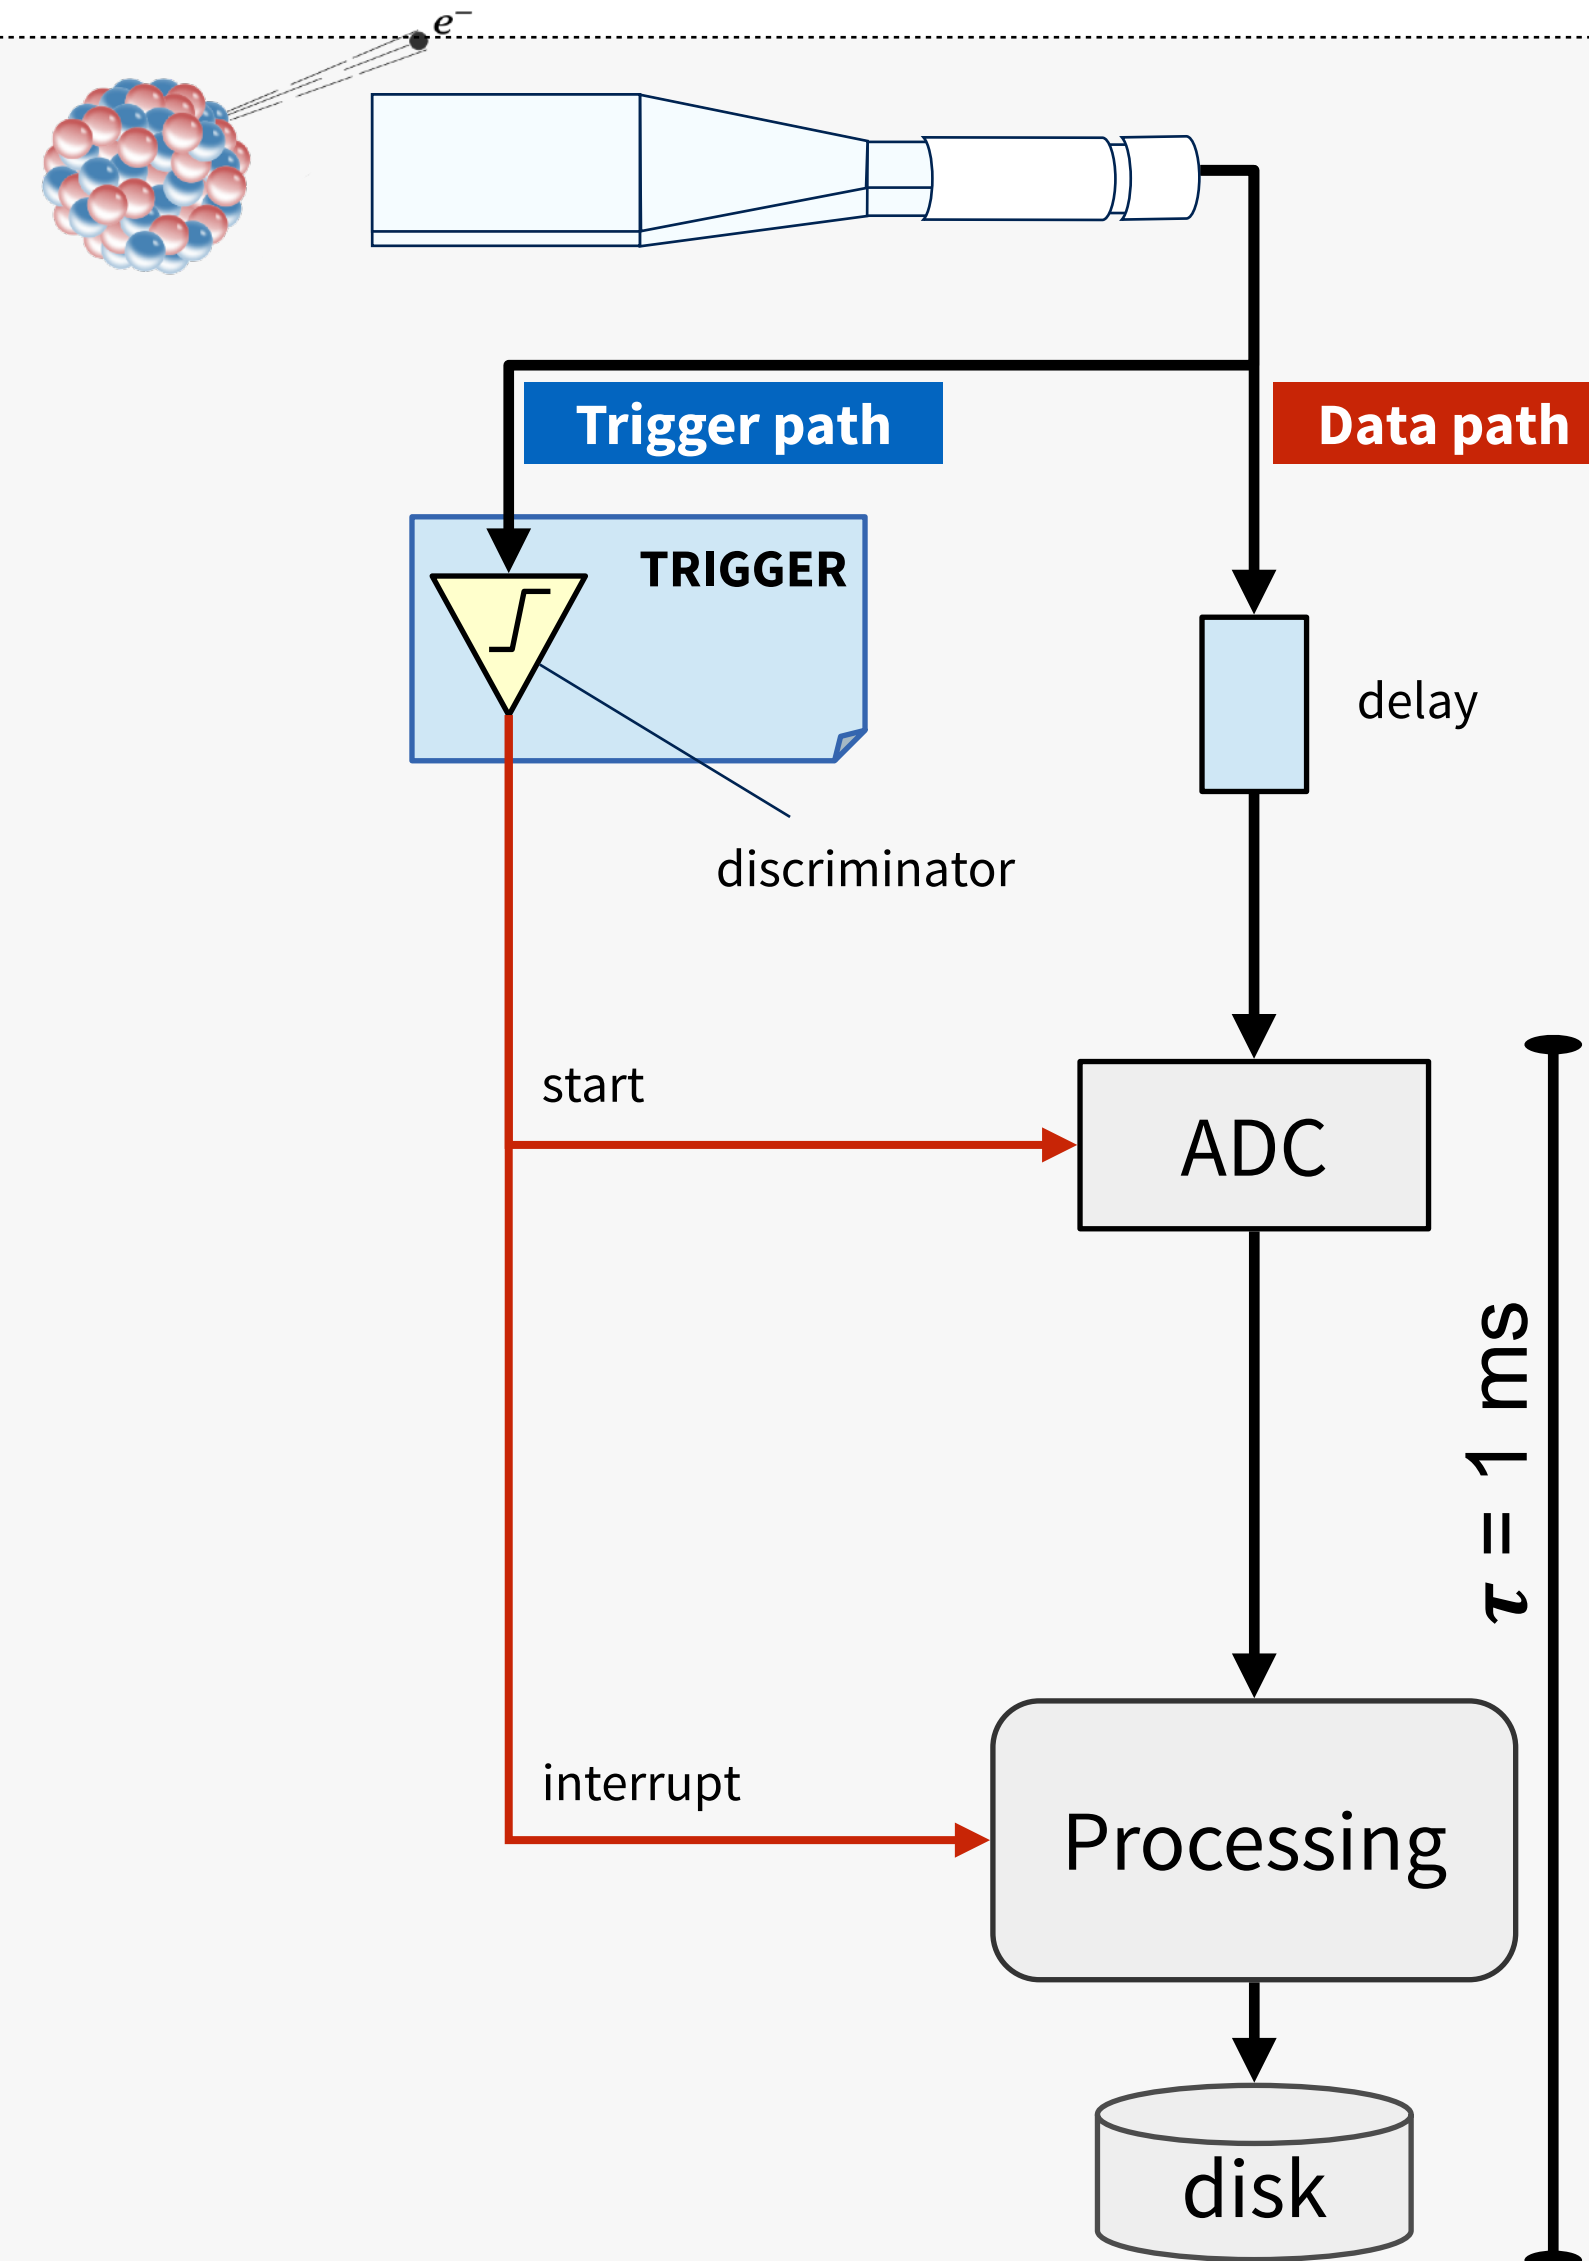 e⁻
Trigger path
Data path
TRIGGER
delay
discriminator
start
ADC
τ = 1 ms
interrupt
Processing
disk